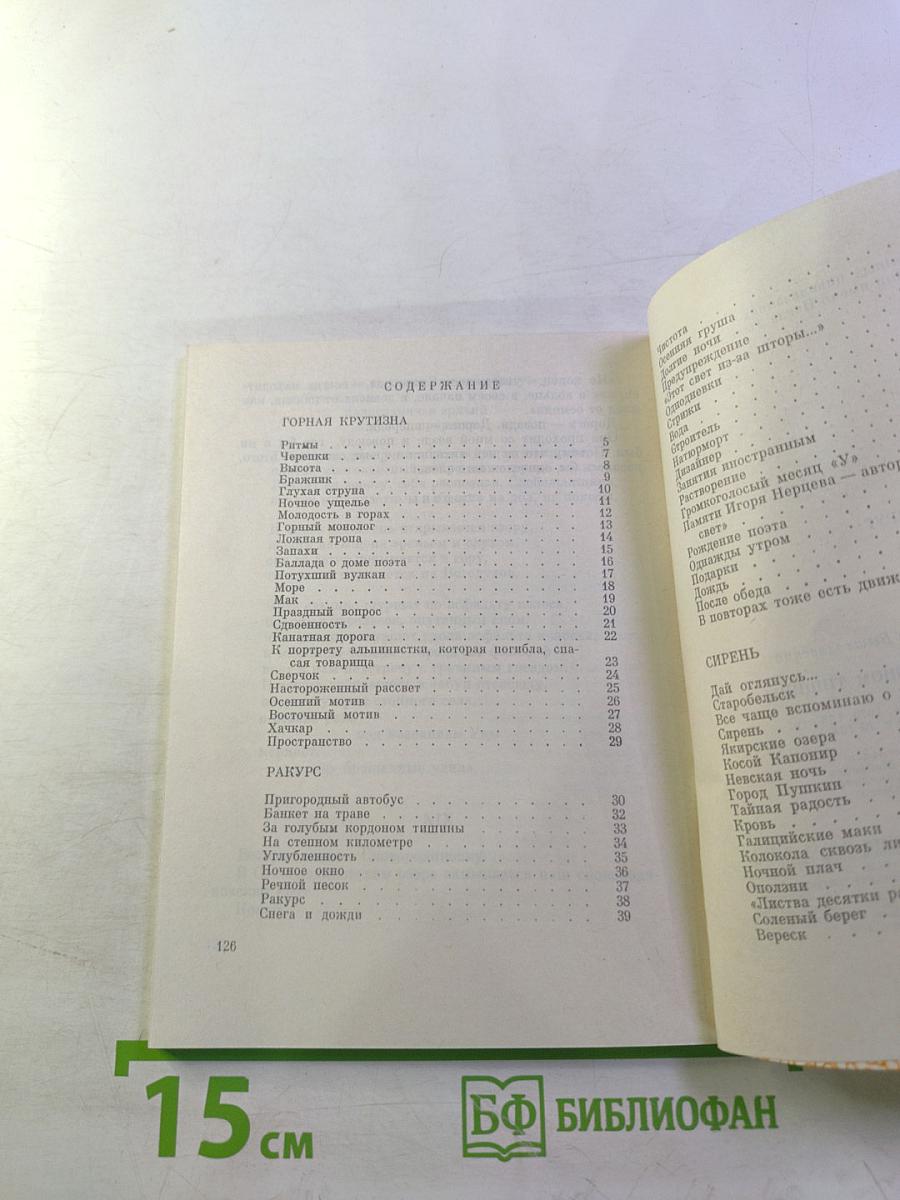 СОДЕРЖАНИЕ
ГОРНАЯ КРУТИЗНА
Ритмы . . . . . . . . . . . . . 5
Черепки . . . . . . . . . . . . . 7
Высота . . . . . . . . . . . . . 8
Бражник . . . . . . . . . . . . . 9
Глухая струна . . . . . . . . . . . . . 10
Ночное ущелье . . . . . . . . . . . . . 11
Молодость в горах . . . . . . . . . . . . . 12
Горный монолог . . . . . . . . . . . . . 13
Ложная тропа . . . . . . . . . . . . . 14
Запахи . . . . . . . . . . . . . 15
Баллада о доме поэта . . . . . . . . . . . . . 16
Потухший вулкан . . . . . . . . . . . . . 17
Море . . . . . . . . . . . . . 18
Мак . . . . . . . . . . . . . 19
Праздный вопрос . . . . . . . . . . . . . 20
Сдвоенность . . . . . . . . . . . . . 21
Канатная дорога . . . . . . . . . . . . . 22
К портрету альпинистки, которая погибла, спа-
сая товарища . . . . . . . . . . . . . 23
Сверчок . . . . . . . . . . . . . 24
Настороженный рассвет . . . . . . . . . . . . . 25
Осенний мотив . . . . . . . . . . . . . 26
Восточный мотив . . . . . . . . . . . . . 27
Хачкар . . . . . . . . . . . . . 28
Пространство . . . . . . . . . . . . . 29
РАКУРС
Пригородный автобус . . . . . . . . . . . . . 30
Банкет на траве . . . . . . . . . . . . . 32
За голубым кордоном тишины . . . . . . . . . 33
На степном километре . . . . . . . . . . . . . 34
Углубленность . . . . . . . . . . . . . 35
Ночное окно . . . . . . . . . . . . . 36
Речной песок . . . . . . . . . . . . . 37
Ракурс . . . . . . . . . . . . . 38
Снега и дожди . . . . . . . . . . . . . 39
126
Чистота
Осенняя груша
Долгие ночи
Предупреждение
«Этот свет из-за шторы...»
Однодневки
Стрижи
Вода
Строитель
Натюрморт
Дизайнер
Занятия иностранным
Растворение
Громкоголосый месяц «У»
Памяти Игоря Нерцева — автор
свет»
Рождение поэта
Однажды утром
Подарки
Дождь
После обеда
В повторах тоже есть движ
СИРЕНЬ
Дай оглянусь...
Старобельск
Все чаще вспоминаю о
Сирень
Якирские озера
Косой Капонир
Невская ночь
Город Пушкин
Тайная радость
Кровь
Галицийские маки
Колокола сквозь ли
Ночной плач
Оползни
«Листва десятки ра
Соленый берег
Вереск
15 см
БФ БИБЛИОФАН